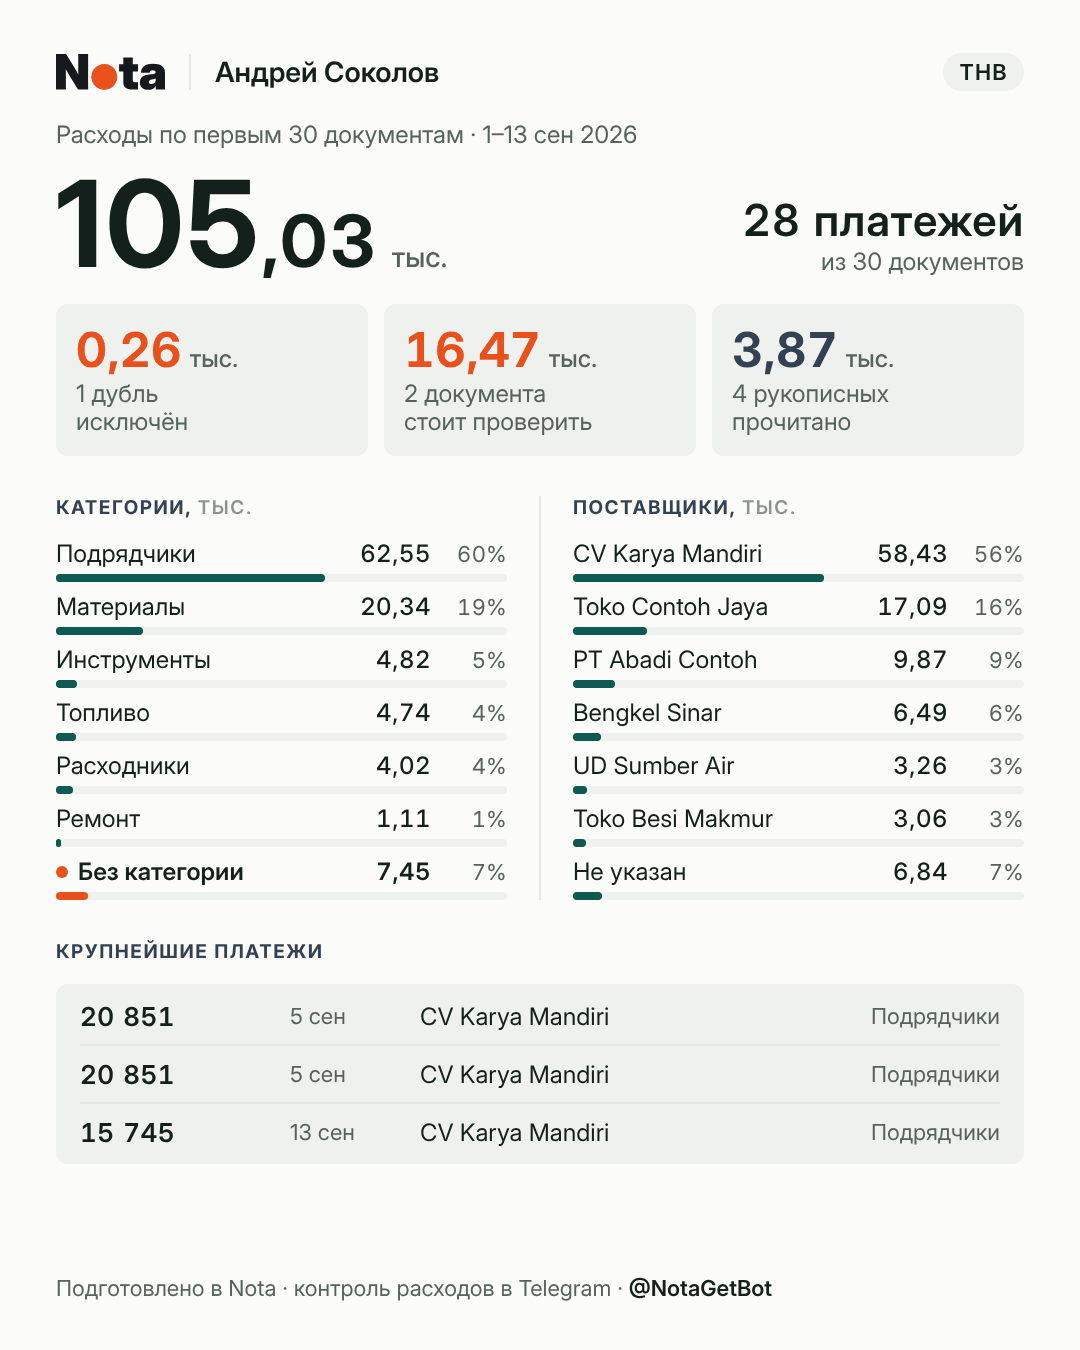 Nota
Андрей Соколов
THB
Расходы по первым 30 документам · 1–13 сен 2026
105,03 тыс.
28 платежей
из 30 документов
0,26 тыс.
1 дубль
исключён
16,47 тыс.
2 документа
стоит проверить
3,87 тыс.
4 рукописных
прочитано
КАТЕГОРИИ, ТЫС.
Подрядчики 62,55 60%
Материалы 20,34 19%
Инструменты 4,82 5%
Топливо 4,74 4%
Расходники 4,02 4%
Ремонт 1,11 1%
Без категории 7,45 7%
ПОСТАВЩИКИ, ТЫС.
CV Karya Mandiri 58,43 56%
Toko Contoh Jaya 17,09 16%
PT Abadi Contoh 9,87 9%
Bengkel Sinar 6,49 6%
UD Sumber Air 3,26 3%
Toko Besi Makmur 3,06 3%
Не указан 6,84 7%
КРУПНЕЙШИЕ ПЛАТЕЖИ
20 851 5 сен CV Karya Mandiri Подрядчики
20 851 5 сен CV Karya Mandiri Подрядчики
15 745 13 сен CV Karya Mandiri Подрядчики
Подготовлено в Nota · контроль расходов в Telegram · @NotaGetBot